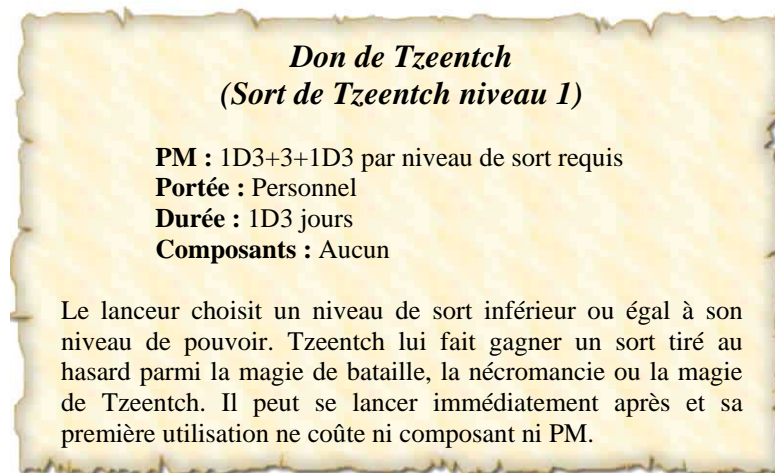 Don de Tzeentch
(Sort de Tzeentch niveau 1)
PM : 1D3+3+1D3 par niveau de sort requis
Portée : Personnel
Durée : 1D3 jours
Composants : Aucun
Le lanceur choisit un niveau de sort inférieur ou égal à son
niveau de pouvoir. Tzeentch lui fait gagner un sort tiré au
hasard parmi la magie de bataille, la nécromancie ou la magie
de Tzeentch. Il peut se lancer immédiatement après et sa
première utilisation ne coûte ni composant ni PM.